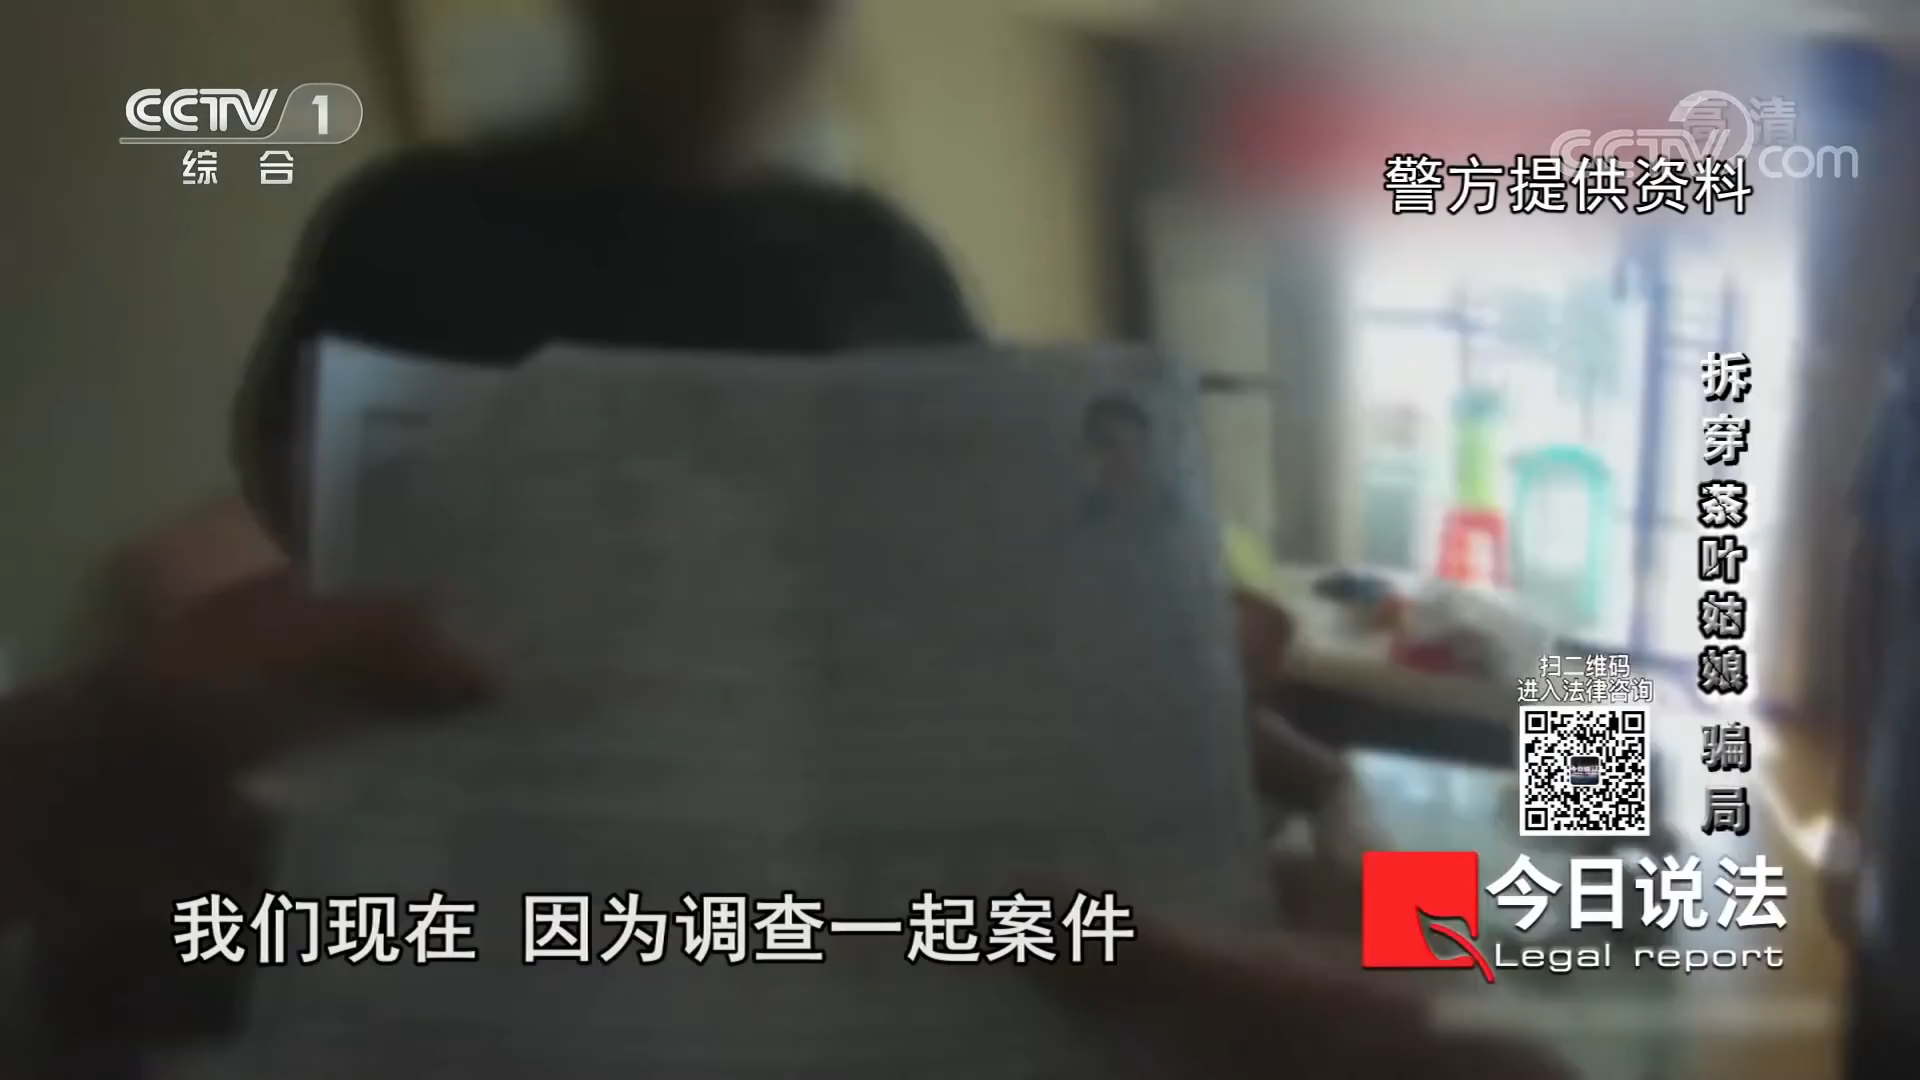 CCTV 1
综合
高清
CCTV.com
警方提供资料
拆穿茶叶姑娘 骗局
扫二维码
进入法律咨询
今日说法
Legal report
我们现在 因为调查一起案件